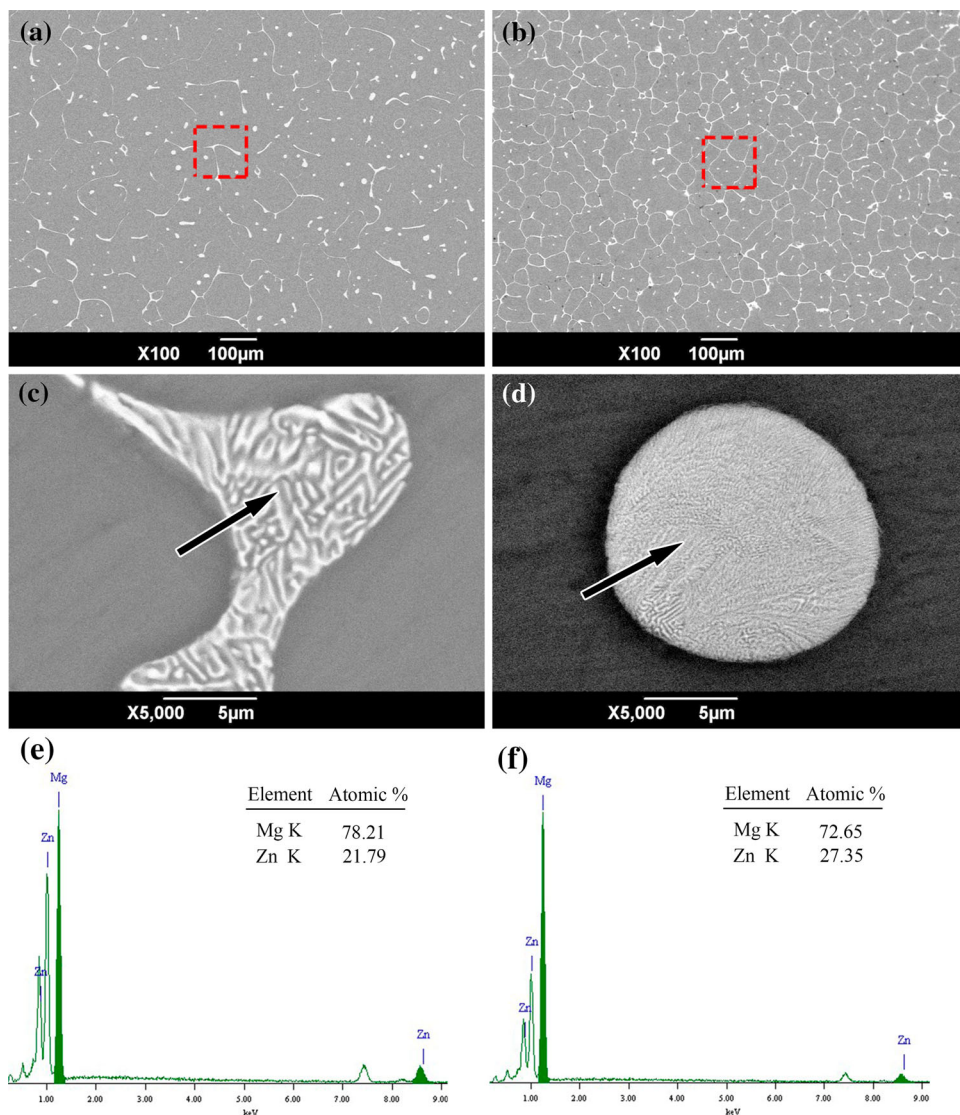 (a)
(b)
X100 100μm
X100 100μm
(c)
(d)
X5,000 5μm
X5,000 5μm
(e)
(f)
Mg
Zn
Zn
Element Atomic %
Mg K 78.21
Zn K 21.79
Zn
1.00 2.00 3.00 4.00 5.00 6.00 7.00 8.00 9.00
keV
Mg
Zn
Zn
Element Atomic %
Mg K 72.65
Zn K 27.35
Zn
1.00 2.00 3.00 4.00 5.00 6.00 7.00 8.00 9.00
keV